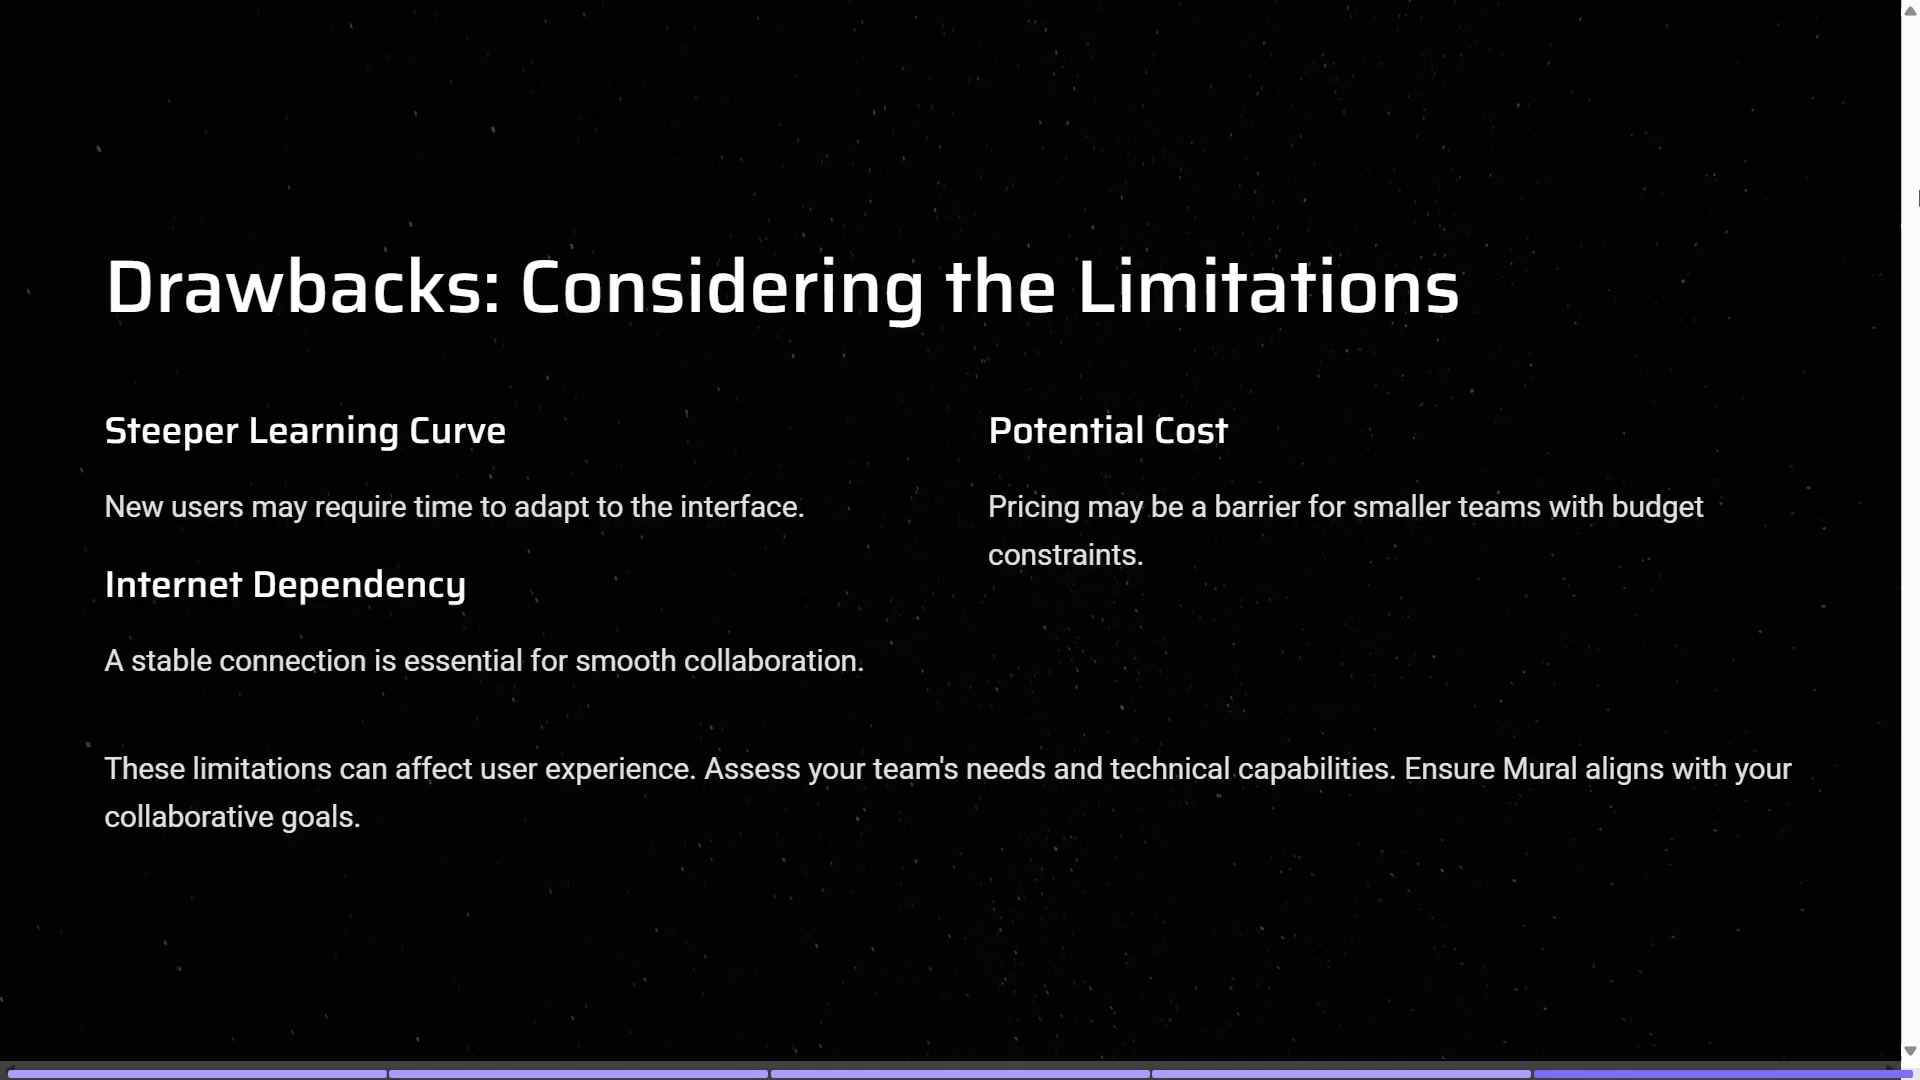 Drawbacks: Considering the Limitations
Steeper Learning Curve
New users may require time to adapt to the interface.
Potential Cost
Pricing may be a barrier for smaller teams with budget
constraints.
Internet Dependency
A stable connection is essential for smooth collaboration.
These limitations can affect user experience. Assess your team's needs and technical capabilities. Ensure Mural aligns with your
collaborative goals.